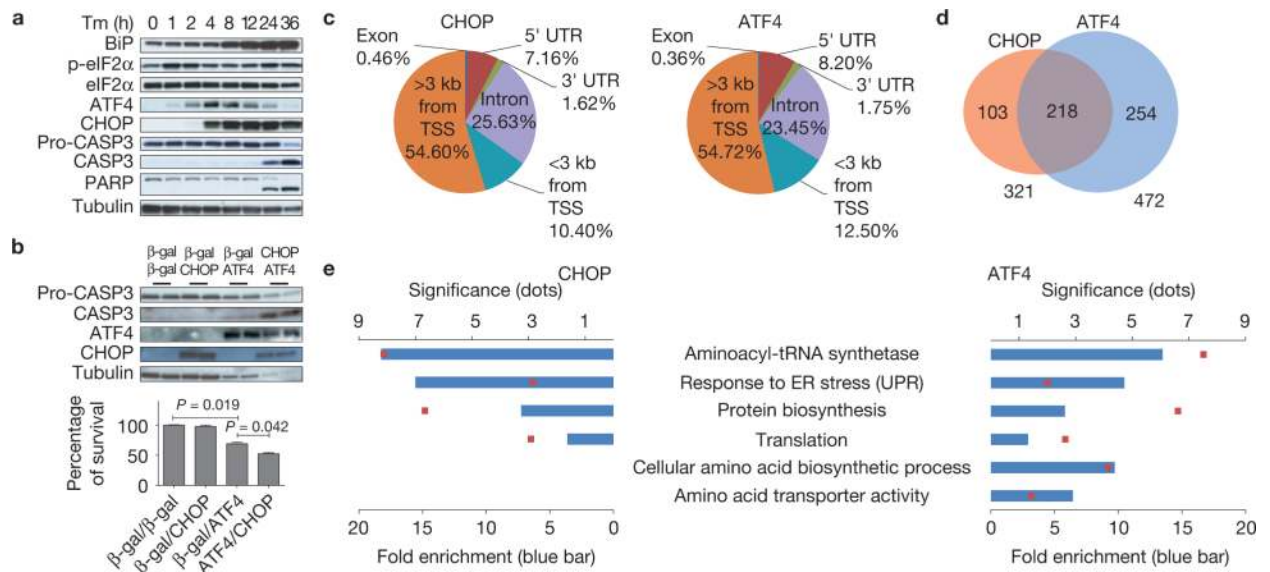 a
Tm (h) 0 1 2 4 8 12 24 36
BiP
p-eIF2α
eIF2α
ATF4
CHOP
Pro-CASP3
CASP3
PARP
Tubulin
b
β-gal β-gal β-gal CHOP
β-gal CHOP ATF4 ATF4
Pro-CASP3
CASP3
ATF4
CHOP
Tubulin
Percentage
of survival
100
50
0
P = 0.019
P = 0.042
β-gal/β-gal
β-gal/CHOP
β-gal/ATF4
ATF4/CHOP
c
CHOP
Exon
0.46%
5' UTR
7.16%
3' UTR
1.62%
Intron
25.63%
>3 kb
from
TSS
54.60%
<3 kb
from
TSS
10.40%
ATF4
Exon
0.36%
5' UTR
8.20%
3' UTR
1.75%
Intron
23.45%
>3 kb
from
TSS
54.72%
<3 kb
from
TSS
12.50%
d
ATF4
CHOP
103 218 254
321
472
e
CHOP
Significance (dots)
9 7 5 3 1
ATF4
Significance (dots)
1 3 5 7 9
Aminoacyl-tRNA synthetase
Response to ER stress (UPR)
Protein biosynthesis
Translation
Cellular amino acid biosynthetic process
Amino acid transporter activity
20 15 10 5 0
Fold enrichment (blue bar)
0 5 10 15 20
Fold enrichment (blue bar)